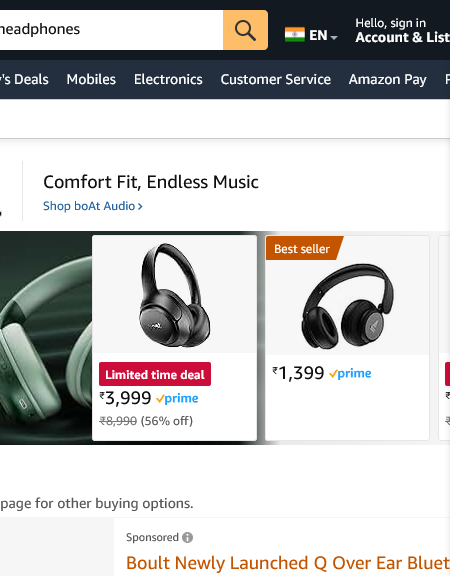 headphones
EN
Hello, sign in
Account & List
's Deals Mobiles Electronics Customer Service Amazon Pay
Comfort Fit, Endless Music
Shop boAt Audio ›
Best seller
Limited time deal
₹3,999 prime
₹8,990 (56% off)
₹1,399 prime
page for other buying options.
Sponsored
Boult Newly Launched Q Over Ear Bluet